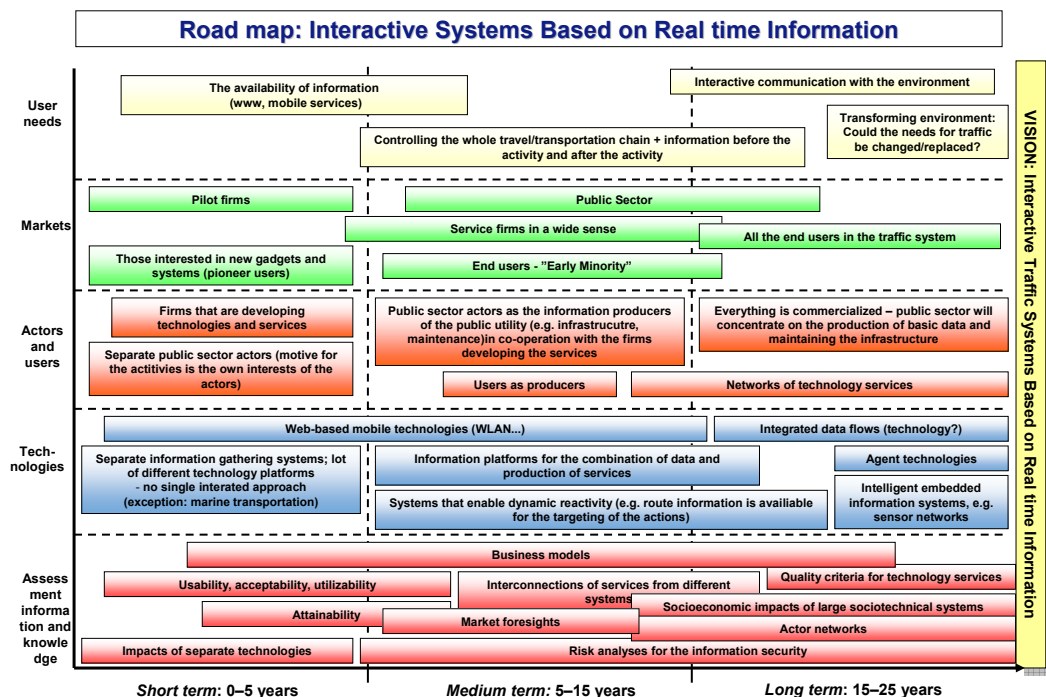 Road map: Interactive Systems Based on Real time Information
User
needs
The availability of information
(www, mobile services)
Interactive communication with the environment
Controlling the whole travel/transportation chain + information before the
activity and after the activity
Transforming environment:
Could the needs for traffic
be changed/replaced?
Markets
Pilot firms
Public Sector
Service firms in a wide sense
All the end users in the traffic system
Those interested in new gadgets and
systems (pioneer users)
End users - ”Early Minority”
Actors
and
users
Firms that are developing
technologies and services
Public sector actors as the information producers
of the public utility (e.g. infrastrucutre,
maintenance)in co-operation with the firms
developing the services
Everything is commercialized – public sector will
concentrate on the production of basic data and
maintaining the infrastructure
Separate public sector actors (motive for
the actitivies is the own interests of the
actors)
Users as producers
Networks of technology services
Tech-
nologies
Web-based mobile technologies (WLAN...)
Integrated data flows (technology?)
Separate information gathering systems; lot
of different technology platforms
- no single interated approach
(exception: marine transportation)
Information platforms for the combination of data and
production of services
Agent technologies
Systems that enable dynamic reactivity (e.g. route information is availiable
for the targeting of the actions)
Intelligent embedded
information systems, e.g.
sensor networks
Assess
ment
informa
tion and
knowle
dge
Business models
Usability, acceptability, utilizability
Interconnections of services from different
systems
Quality criteria for technology services
Attainability
Socioeconomic impacts of large sociotechnical systems
Market foresights
Actor networks
Impacts of separate technologies
Risk analyses for the information security
Short term: 0–5 years
Medium term: 5–15 years
Long term: 15–25 years
VISION: Interactive Traffic Systems Based on Real time Information